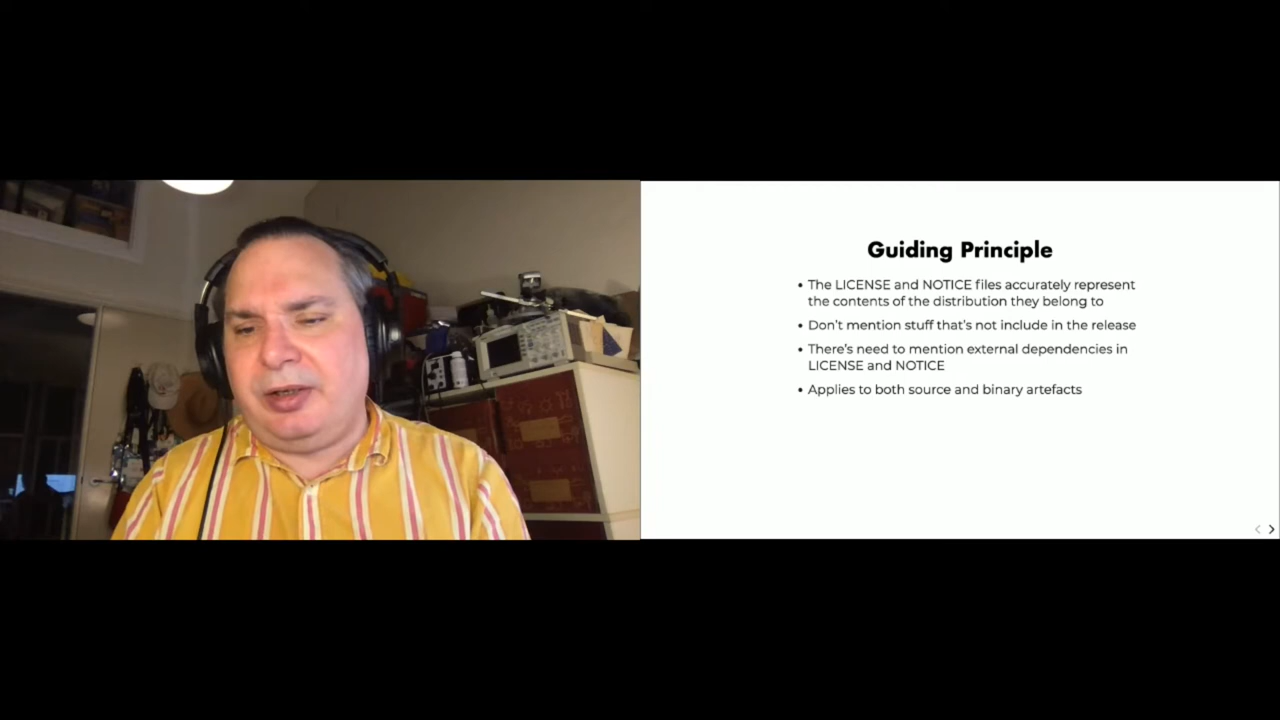 Guiding Principle
• The LICENSE and NOTICE files accurately represent
the contents of the distribution they belong to
• Don't mention stuff that's not include in the release
• There's need to mention external dependencies in
LICENSE and NOTICE
• Applies to both source and binary artefacts